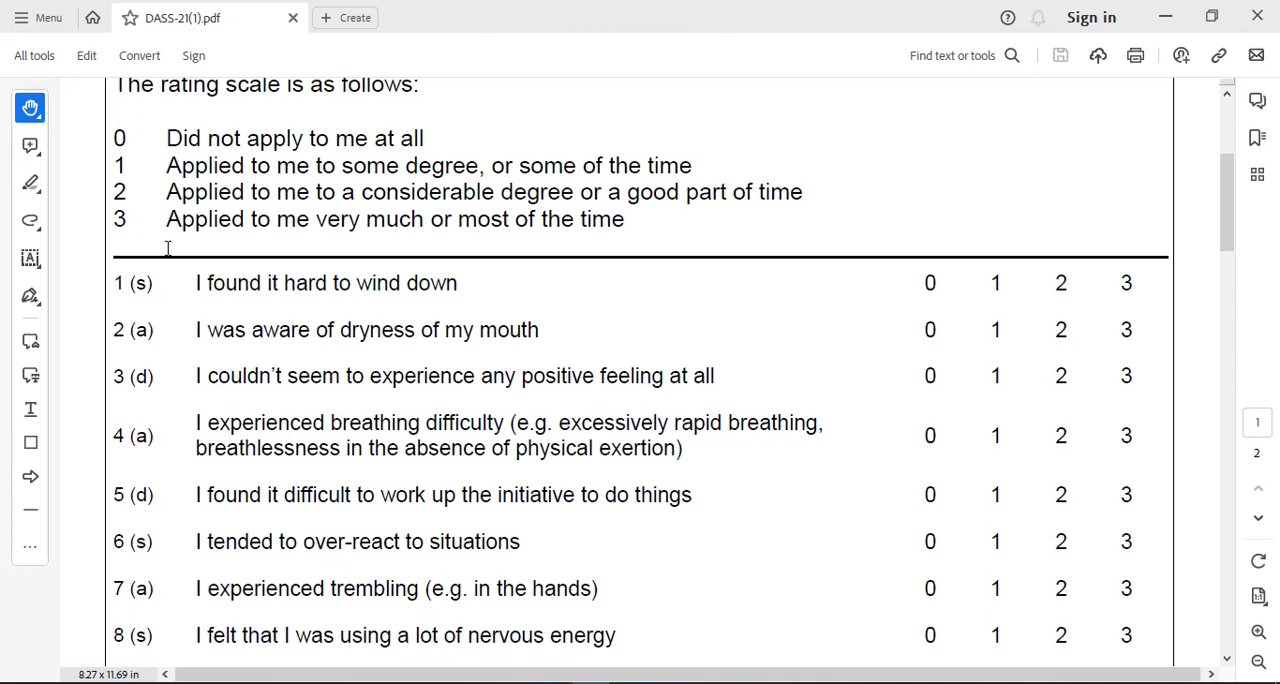 Menu DASS-21(1).pdf Create Sign in
All tools Edit Convert Sign Find text or tools
The rating scale is as follows:
0 Did not apply to me at all
1 Applied to me to some degree, or some of the time
2 Applied to me to a considerable degree or a good part of time
3 Applied to me very much or most of the time
1 (s) I found it hard to wind down 0 1 2 3
2 (a) I was aware of dryness of my mouth 0 1 2 3
3 (d) I couldn't seem to experience any positive feeling at all 0 1 2 3
4 (a) I experienced breathing difficulty (e.g. excessively rapid breathing,
breathlessness in the absence of physical exertion) 0 1 2 3
5 (d) I found it difficult to work up the initiative to do things 0 1 2 3
6 (s) I tended to over-react to situations 0 1 2 3
7 (a) I experienced trembling (e.g. in the hands) 0 1 2 3
8 (s) I felt that I was using a lot of nervous energy 0 1 2 3
1
2
8.27 x 11.69 in